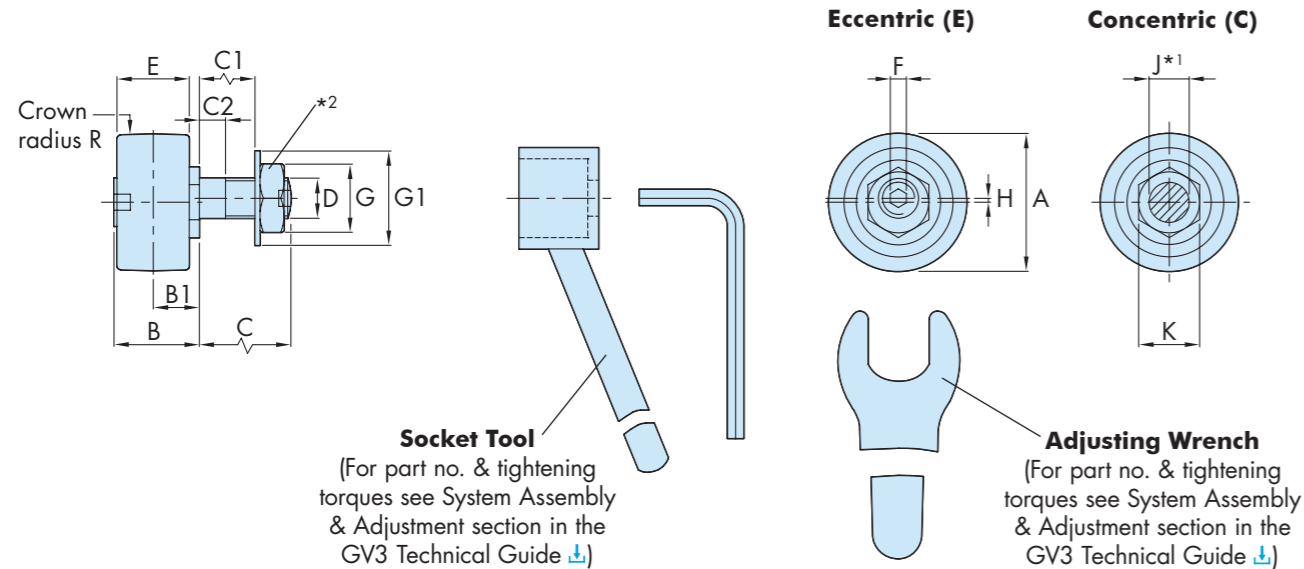 Eccentric (E)
Concentric (C)
E
C1
F
J*1
Crown
radius R
C2
*2
D
G
G1
H
A
B1
B
C
K
Socket Tool
(For part no. & tightening
torques see System Assembly
& Adjustment section in the
GV3 Technical Guide )
Adjusting Wrench
(For part no. & tightening
torques see System Assembly
& Adjustment section in the
GV3 Technical Guide )